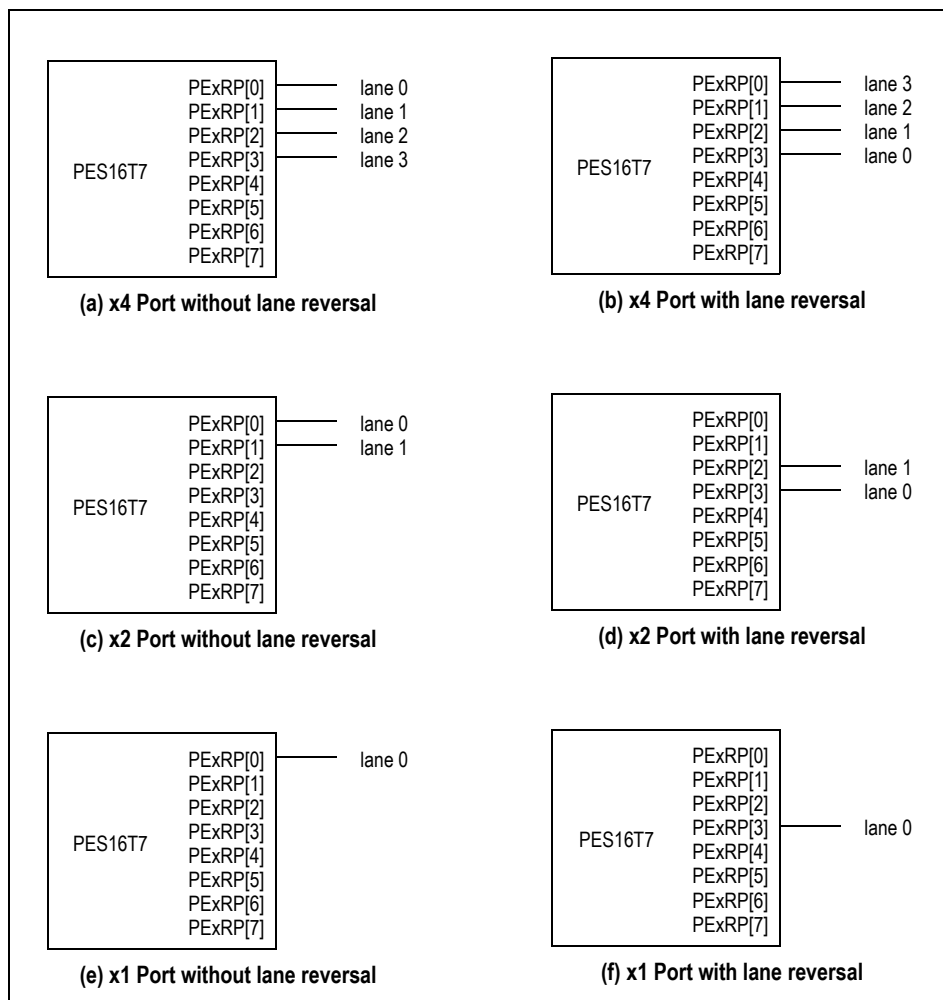 PES16T7
PExRP[0]
PExRP[1]
PExRP[2]
PExRP[3]
PExRP[4]
PExRP[5]
PExRP[6]
PExRP[7]
lane 0
lane 1
lane 2
lane 3
(a) x4 Port without lane reversal
PES16T7
PExRP[0]
PExRP[1]
PExRP[2]
PExRP[3]
PExRP[4]
PExRP[5]
PExRP[6]
PExRP[7]
lane 3
lane 2
lane 1
lane 0
(b) x4 Port with lane reversal
PES16T7
PExRP[0]
PExRP[1]
PExRP[2]
PExRP[3]
PExRP[4]
PExRP[5]
PExRP[6]
PExRP[7]
lane 0
lane 1
(c) x2 Port without lane reversal
PES16T7
PExRP[0]
PExRP[1]
PExRP[2]
PExRP[3]
PExRP[4]
PExRP[5]
PExRP[6]
PExRP[7]
lane 1
lane 0
(d) x2 Port with lane reversal
PES16T7
PExRP[0]
PExRP[1]
PExRP[2]
PExRP[3]
PExRP[4]
PExRP[5]
PExRP[6]
PExRP[7]
lane 0
(e) x1 Port without lane reversal
PES16T7
PExRP[0]
PExRP[1]
PExRP[2]
PExRP[3]
PExRP[4]
PExRP[5]
PExRP[6]
PExRP[7]
lane 0
(f) x1 Port with lane reversal